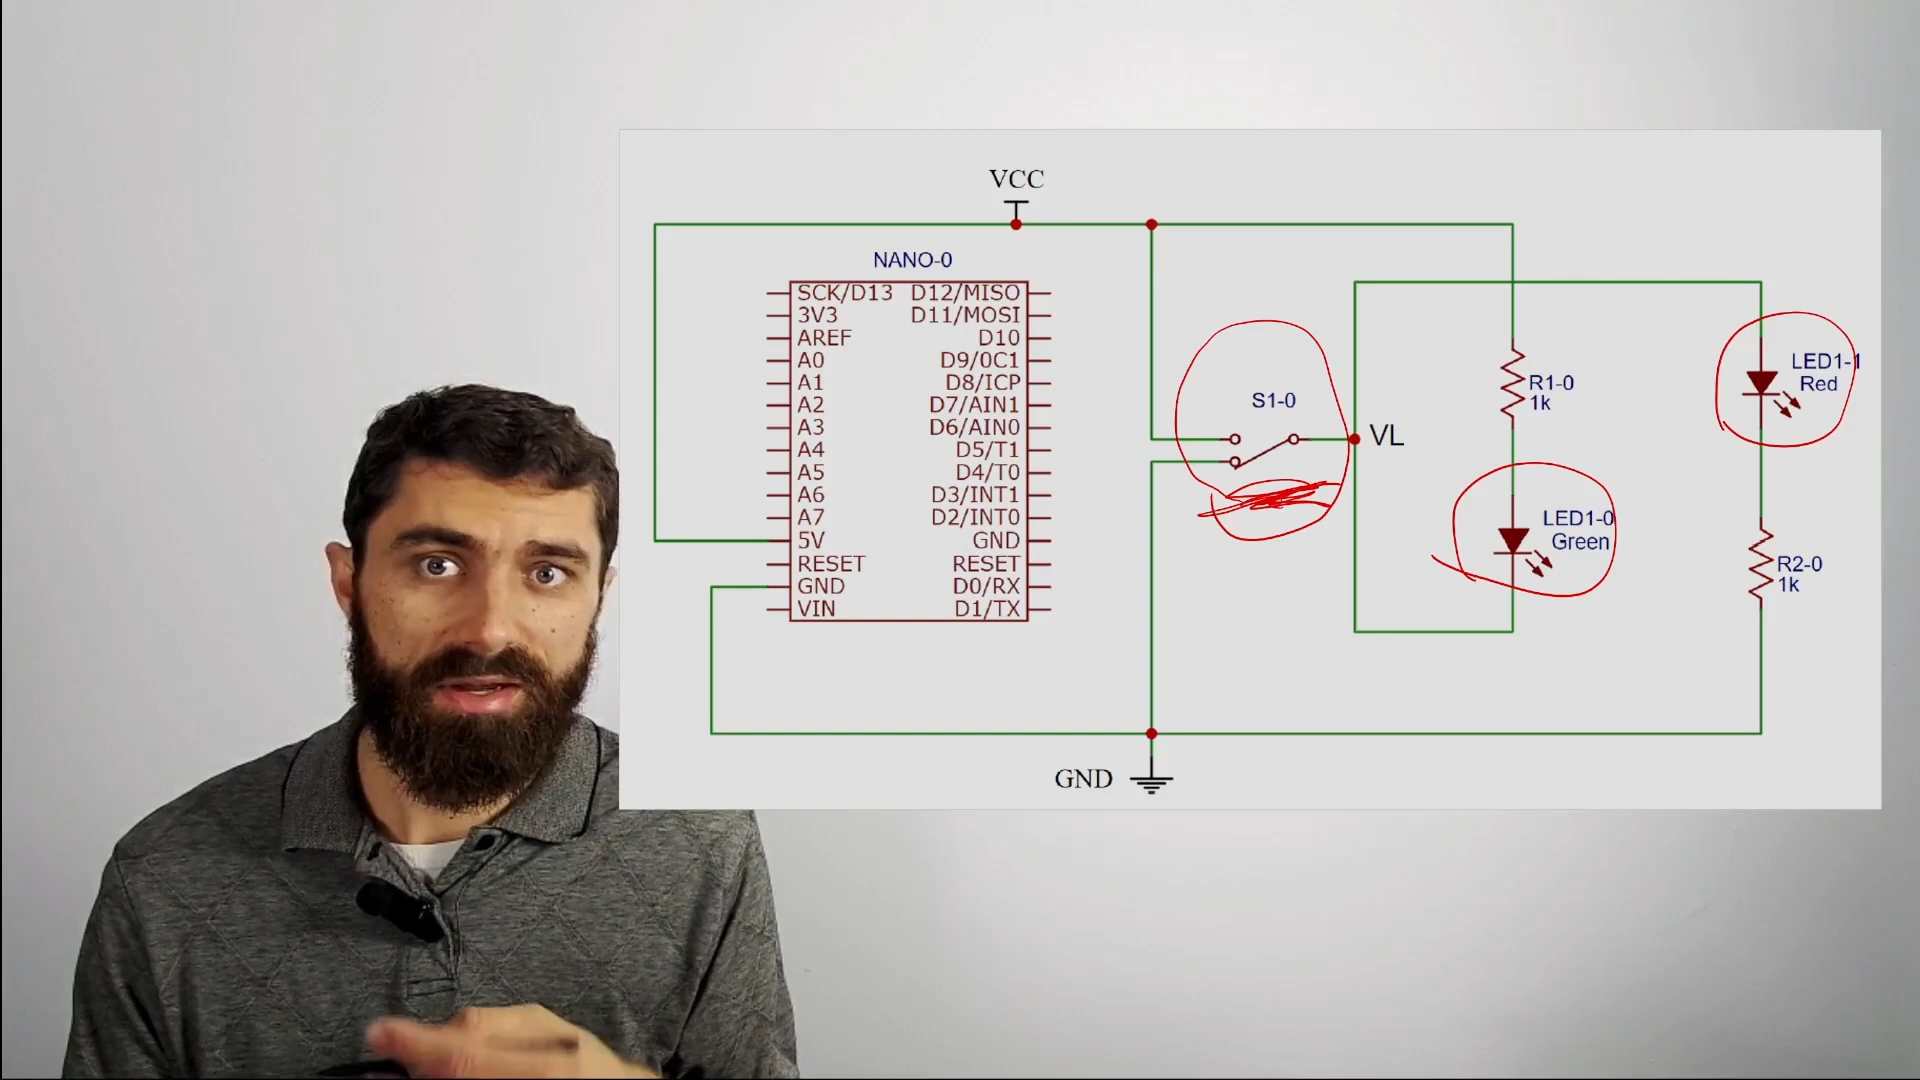 VCC
NANO-0
SCK/D13 D12/MISO
3V3 D11/MOSI
AREF D10
A0 D9/0C1
A1 D8/ICP
A2 D7/AIN1
A3 D6/AIN0
A4 D5/T1
A5 D4/T0
A6 D3/INT1
A7 D2/INT0
5V GND
RESET RESET
GND D0/RX
VIN D1/TX
S1-0
VL
R1-0
1k
LED1-0
Green
LED1-1
Red
R2-0
1k
GND